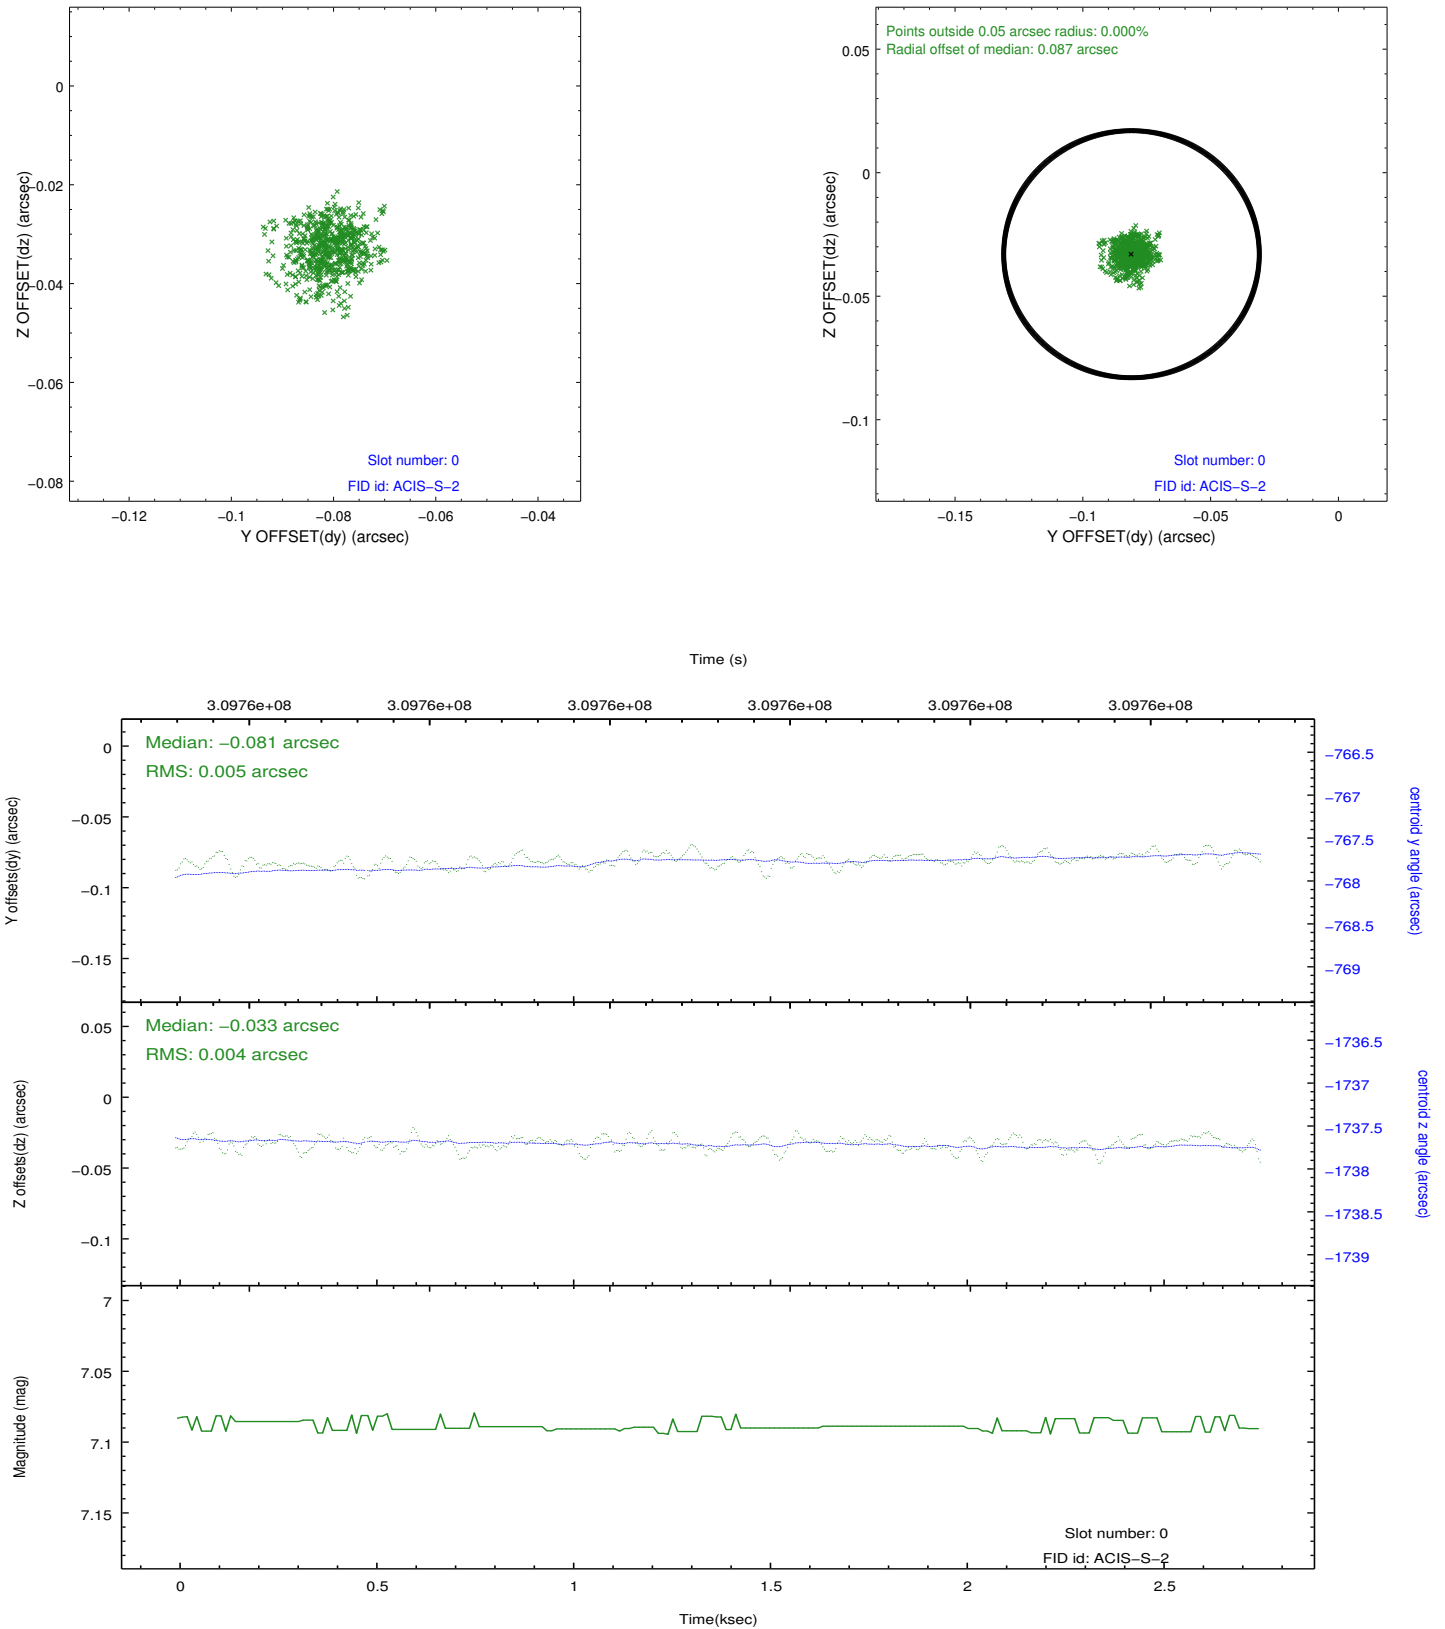 0
−0.02
−0.04
−0.06
−0.08
Z OFFSET(dz) (arcsec)
Slot number: 0
FID id: ACIS−S−2
−0.12
−0.1
−0.08
−0.06
−0.04
Y OFFSET(dy) (arcsec)
Points outside 0.05 arcsec radius: 0.000%
Radial offset of median: 0.087 arcsec
0.05
0
−0.05
−0.1
Z OFFSET(dz) (arcsec)
Slot number: 0
FID id: ACIS−S−2
−0.15
−0.1
−0.05
0
Y OFFSET(dy) (arcsec)
Time (s)
3.0976e+08
3.0976e+08
3.0976e+08
3.0976e+08
3.0976e+08
3.0976e+08
Median: −0.081 arcsec
RMS: 0.005 arcsec
0
−0.05
−0.1
−0.15
Y offsets(dy) (arcsec)
−766.5
−767
−767.5
−768
−768.5
−769
centroid y angle (arcsec)
Median: −0.033 arcsec
RMS: 0.004 arcsec
0.05
0
−0.05
−0.1
Z offsets(dz) (arcsec)
−1736.5
−1737
−1737.5
−1738
−1738.5
−1739
centroid z angle (arcsec)
7
7.05
7.1
7.15
Magnitude (mag)
Slot number: 0
FID id: ACIS−S−2
0
0.5
1
1.5
2
2.5
Time(ksec)